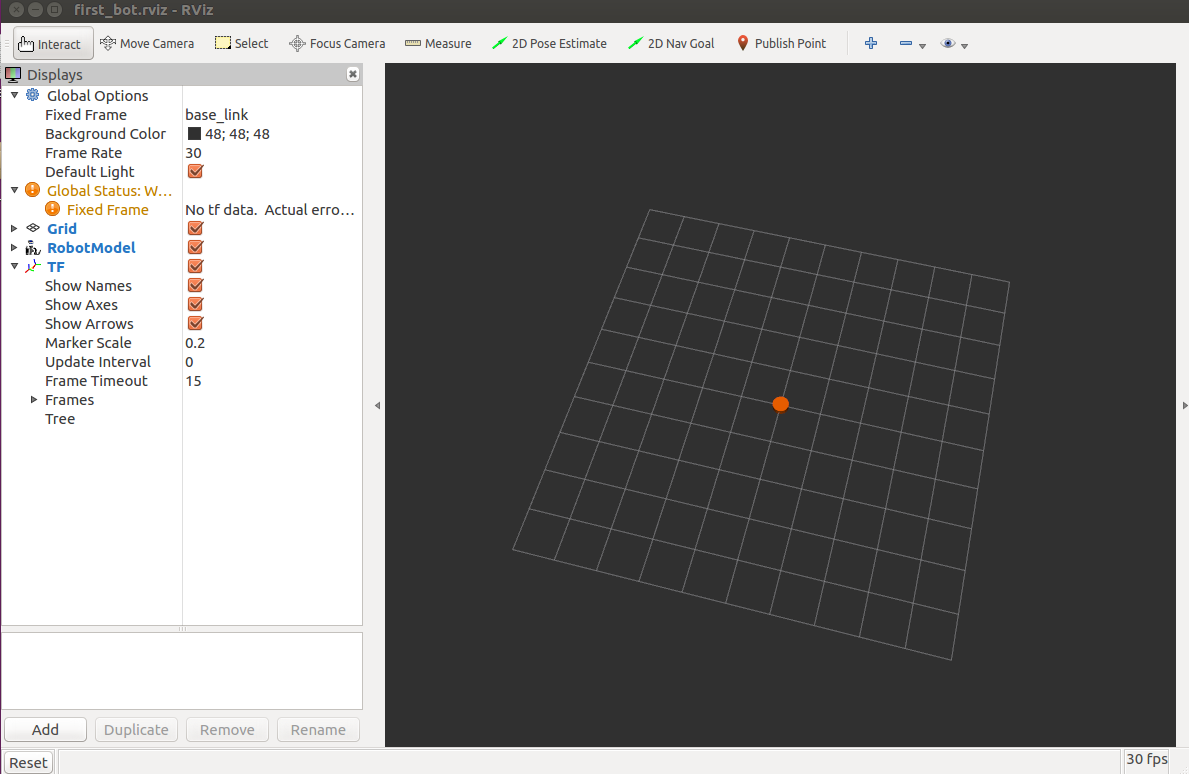 first_bot.rviz - RViz
Interact Move Camera Select Focus Camera Measure 2D Pose Estimate 2D Nav Goal Publish Point
Displays
Global Options
Fixed Frame base_link
Background Color 48; 48; 48
Frame Rate 30
Default Light
Global Status: W...
Fixed Frame No tf data. Actual erro...
Grid
RobotModel
TF
Show Names
Show Axes
Show Arrows
Marker Scale 0.2
Update Interval 0
Frame Timeout 15
Frames
Tree
Add Duplicate Remove Rename
Reset 30 fps